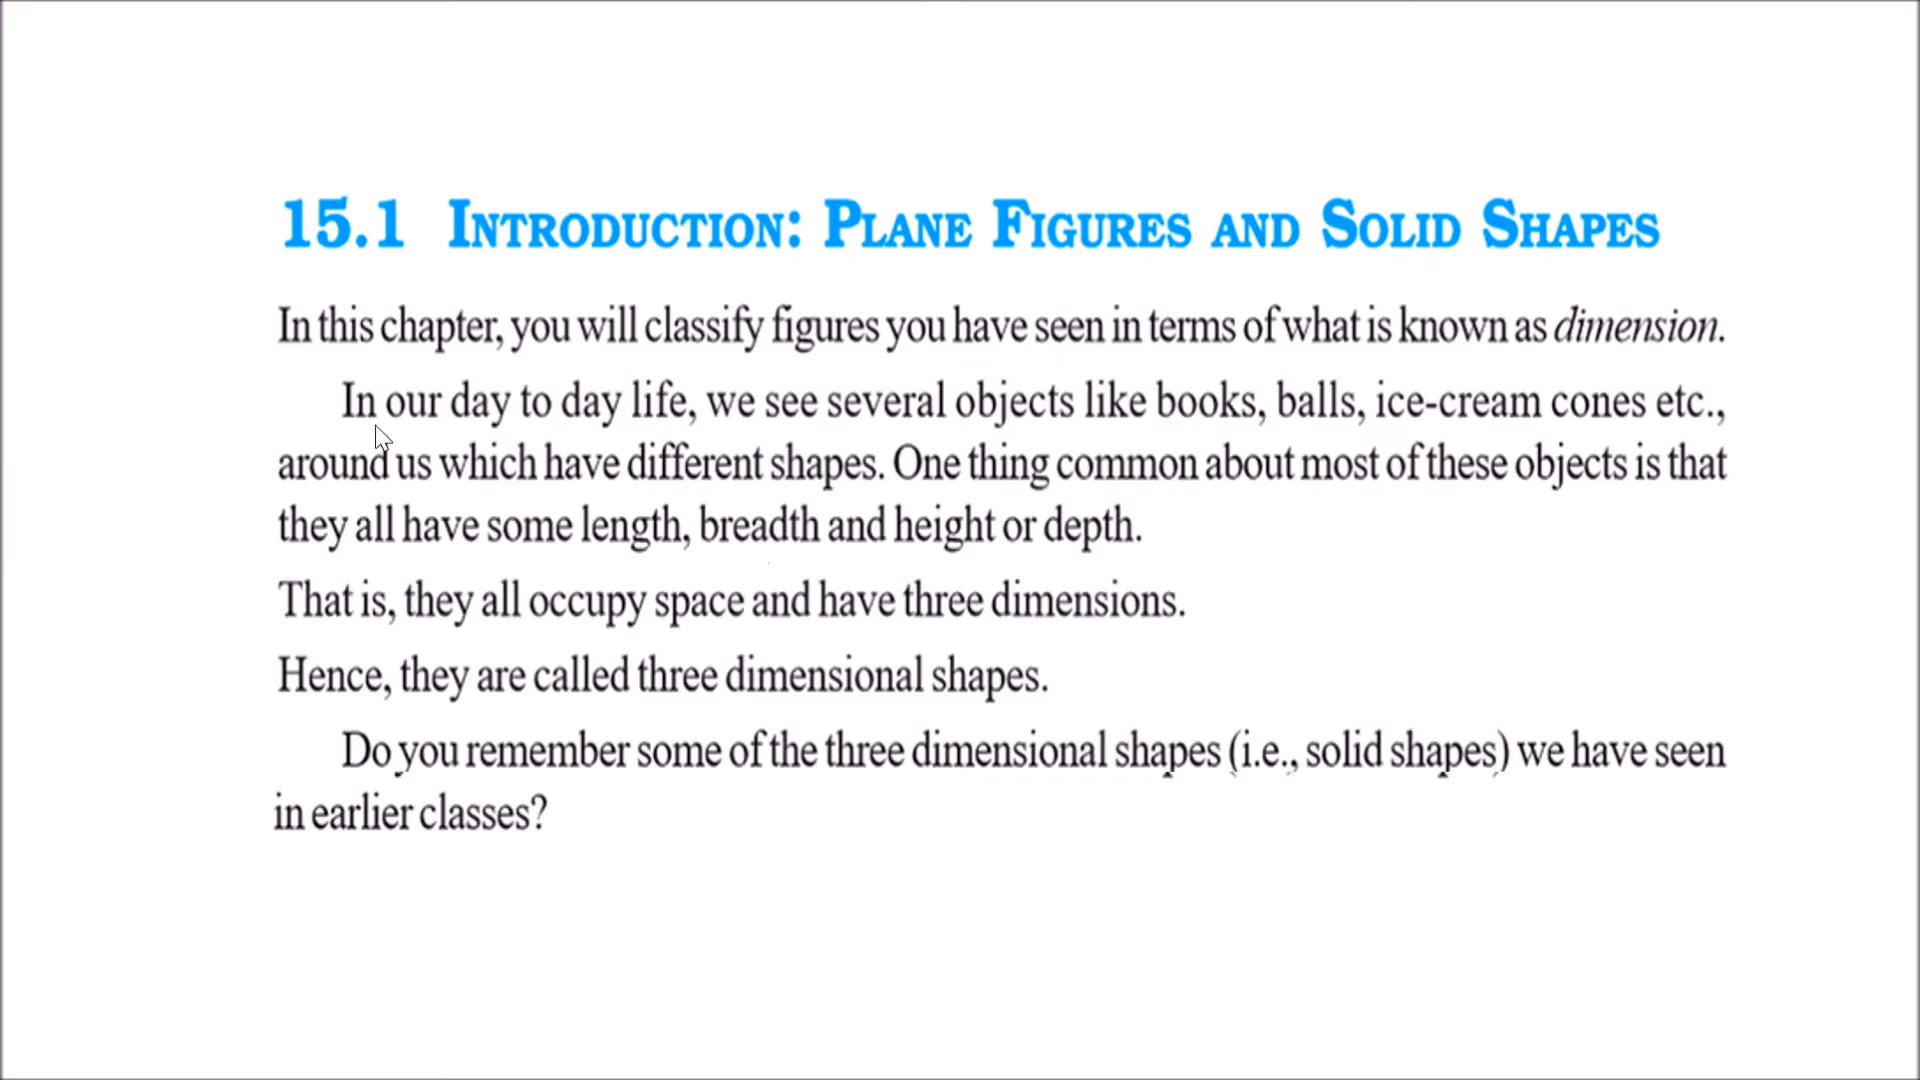 15.1 INTRODUCTION: PLANE FIGURES AND SOLID SHAPES
In this chapter, you will classify figures you have seen in terms of what is known as dimension.
In our day to day life, we see several objects like books, balls, ice-cream cones etc.,
around us which have different shapes. One thing common about most of these objects is that
they all have some length, breadth and height or depth.
That is, they all occupy space and have three dimensions.
Hence, they are called three dimensional shapes.
Do you remember some of the three dimensional shapes (i.e., solid shapes) we have seen
in earlier classes?